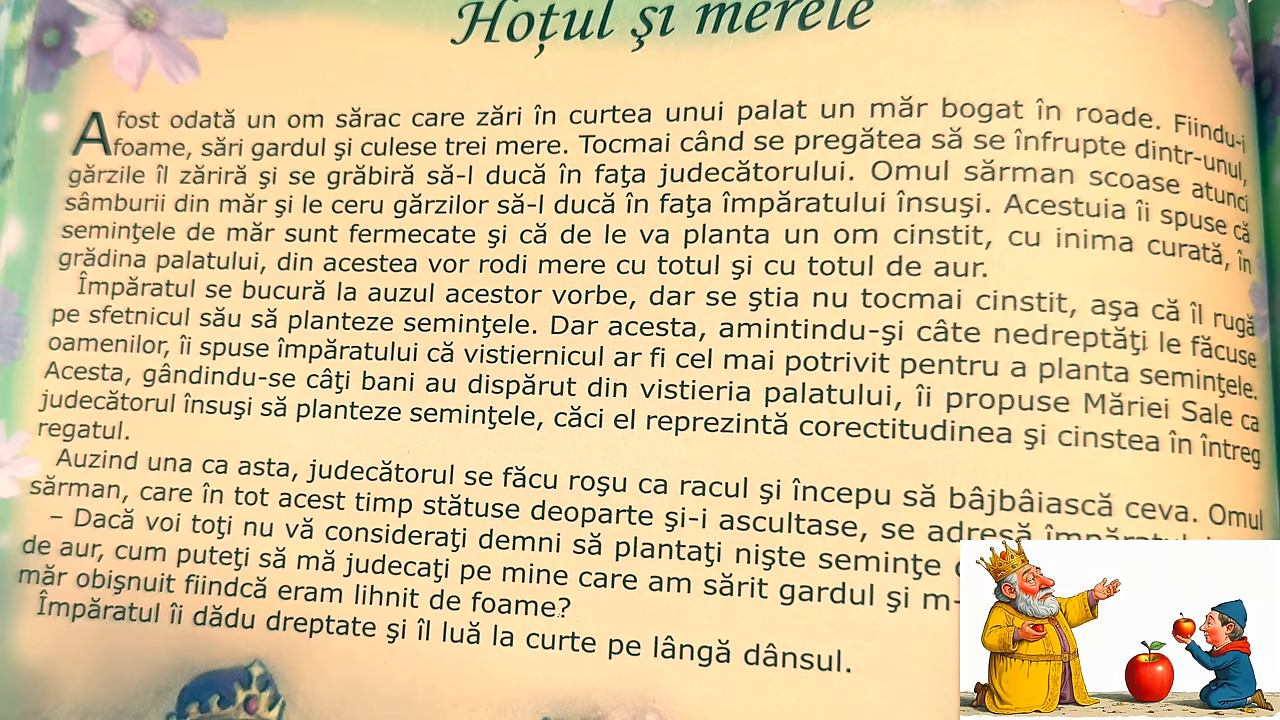 Hoţul şi merele
A fost odată un om sărac care zări în curtea unui palat un măr bogat în roade. Fiindu-i
foame, sări gardul şi culese trei mere. Tocmai când se pregătea să se înfrupte dintr-unul,
gărzile îl zăriră şi se grăbiră să-l ducă în faţa judecătorului. Omul sărman scoase atunci
sâmburii din măr şi le ceru gărzilor să-l ducă în faţa împăratului însuşi. Acestuia îi spuse că
seminţele de măr sunt fermecate şi că de le va planta un om cinstit, cu inima curată, în
grădina palatului, din acestea vor rodi mere cu totul şi cu totul de aur.
Împăratul se bucură la auzul acestor vorbe, dar se ştia nu tocmai cinstit, aşa că îl rugă
pe sfetnicul său să planteze seminţele. Dar acesta, amintindu-şi câte nedreptăţi le făcuse
oamenilor, îi spuse împăratului că vistiernicul ar fi cel mai potrivit pentru a planta seminţele.
Acesta, gândindu-se câţi bani au dispărut din vistieria palatului, îi propuse Măriei Sale ca
judecătorul însuşi să planteze seminţele, căci el reprezintă corectitudinea şi cinstea în întreg
regatul.
Auzind una ca asta, judecătorul se făcu roşu ca racul şi începu să bâjbâiască ceva. Omul
sărman, care în tot acest timp stătuse deoparte şi-i ascultase, se adresă
– Dacă voi toţi nu vă consideraţi demni să plantaţi nişte seminţe
de aur, cum puteţi să mă judecaţi pe mine care am sărit gardul şi m-
măr obişnuit fiindcă eram lihnit de foame?
Împăratul îi dădu dreptate şi îl luă la curte pe lângă dânsul.